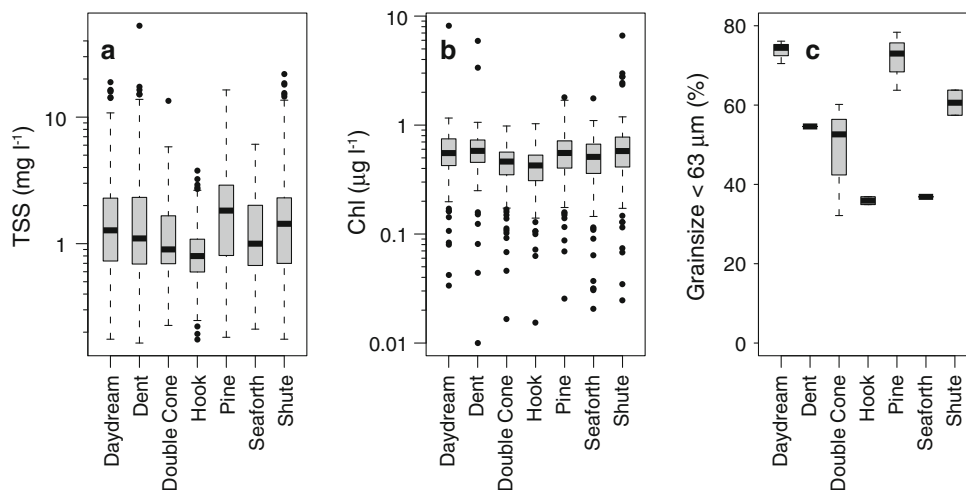 a
TSS (mg l⁻¹)
10
1
Daydream
Dent
Double Cone
Hook
Pine
Seaforth
Shute
b
Chl (µg l⁻¹)
10
1
0.1
0.01
Daydream
Dent
Double Cone
Hook
Pine
Seaforth
Shute
c
Grainsize < 63 µm (%)
80
60
40
20
0
Daydream
Dent
Double Cone
Hook
Pine
Seaforth
Shute